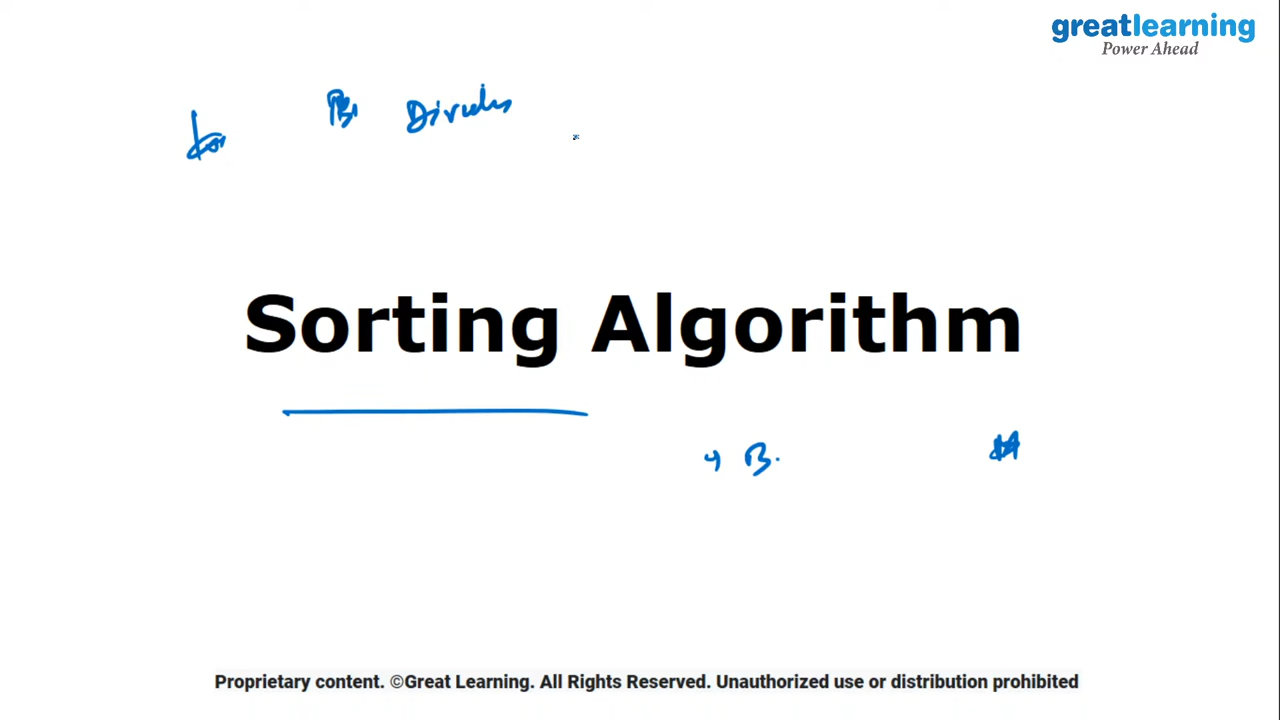 greatlearning
Power Ahead
Sorting Algorithm
B.
Proprietary content. ©Great Learning. All Rights Reserved. Unauthorized use or distribution prohibited